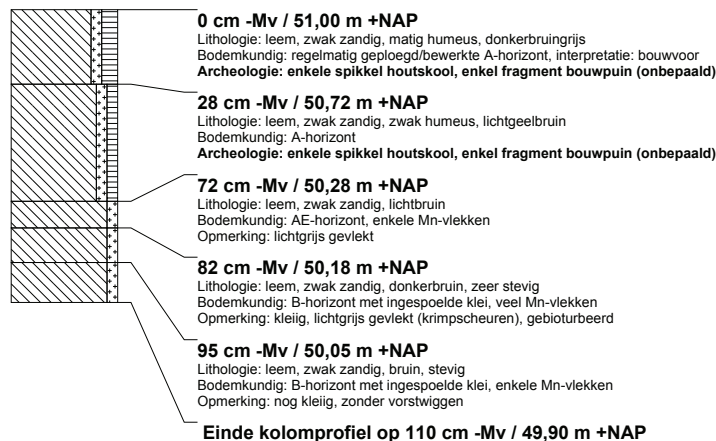 0 cm -Mv / 51,00 m +NAP
Lithologie: leem, zwak zandig, matig humeus, donkerbruingrijs
Bodemkundig: regelmatig geploegd/bewerkte A-horizont, interpretatie: bouwvoor
Archeologie: enkele spikkel houtskool, enkel fragment bouwpuin (onbepaald)
28 cm -Mv / 50,72 m +NAP
Lithologie: leem, zwak zandig, zwak humeus, lichtgeelbruin
Bodemkundig: A-horizont
Archeologie: enkele spikkel houtskool, enkel fragment bouwpuin (onbepaald)
72 cm -Mv / 50,28 m +NAP
Lithologie: leem, zwak zandig, lichtbruin
Bodemkundig: AE-horizont, enkele Mn-vlekken
Opmerking: lichtgrijs gevlekt
82 cm -Mv / 50,18 m +NAP
Lithologie: leem, zwak zandig, donkerbruin, zeer stevig
Bodemkundig: B-horizont met ingespoelde klei, veel Mn-vlekken
Opmerking: kleiig, lichtgrijs gevlekt (krimpscheuren), gebioturbeerd
95 cm -Mv / 50,05 m +NAP
Lithologie: leem, zwak zandig, bruin, stevig
Bodemkundig: B-horizont met ingespoelde klei, enkele Mn-vlekken
Opmerking: nog kleiig, zonder vorstwiggen
Einde kolomprofiel op 110 cm -Mv / 49,90 m +NAP